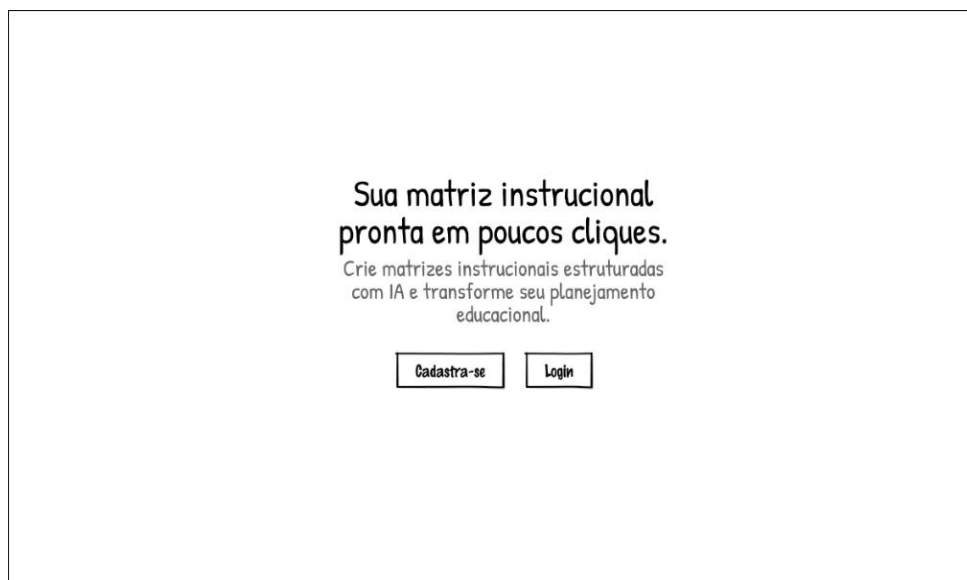 Sua matriz instrucional
pronta em poucos cliques.
Crie matrizes instrucionais estruturadas
com IA e transforme seu planejamento
educacional.
Cadastra-se
Login